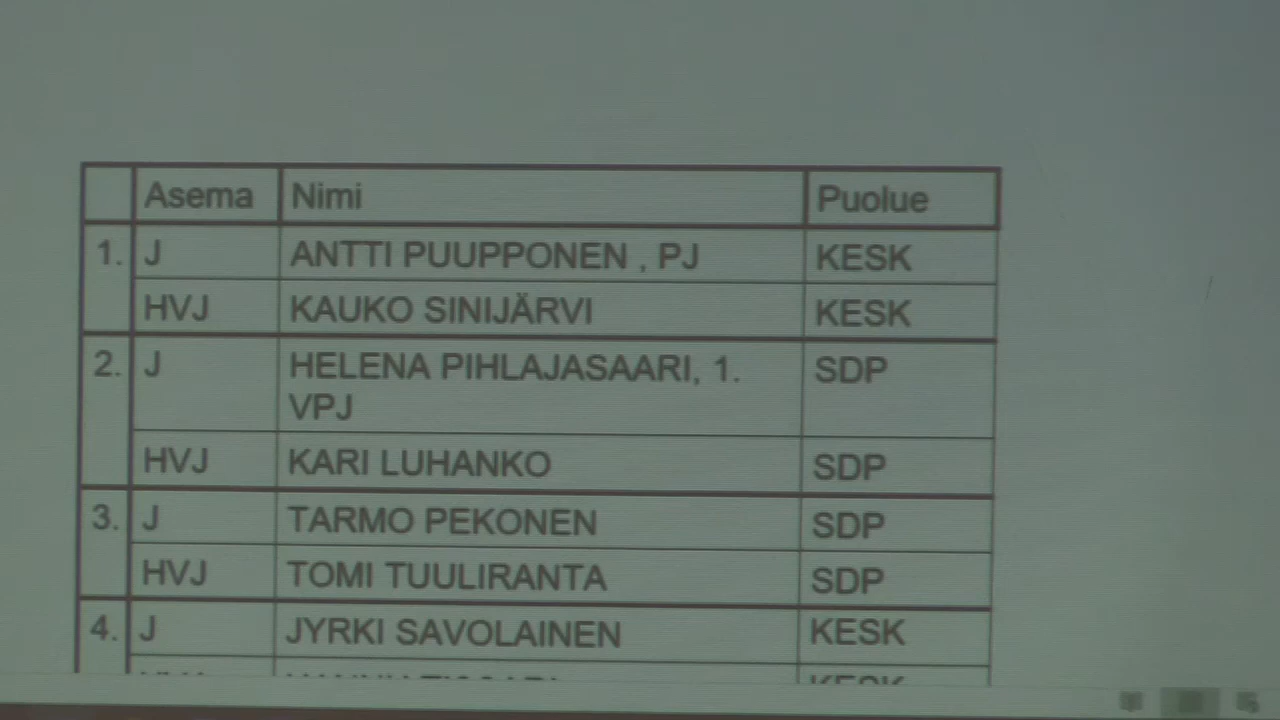 Asema Nimi Puolue
1. J ANTTI PUUPPONEN , PJ KESK
HVJ KAUKO SINIJÄRVI KESK
2. J HELENA PIHLAJASAARI, 1. SDP
VPJ
HVJ KARI LUHANKO SDP
3. J TARMO PEKONEN SDP
HVJ TOMI TUULIRANTA SDP
4. J JYRKI SAVOLAINEN KESK
KESK